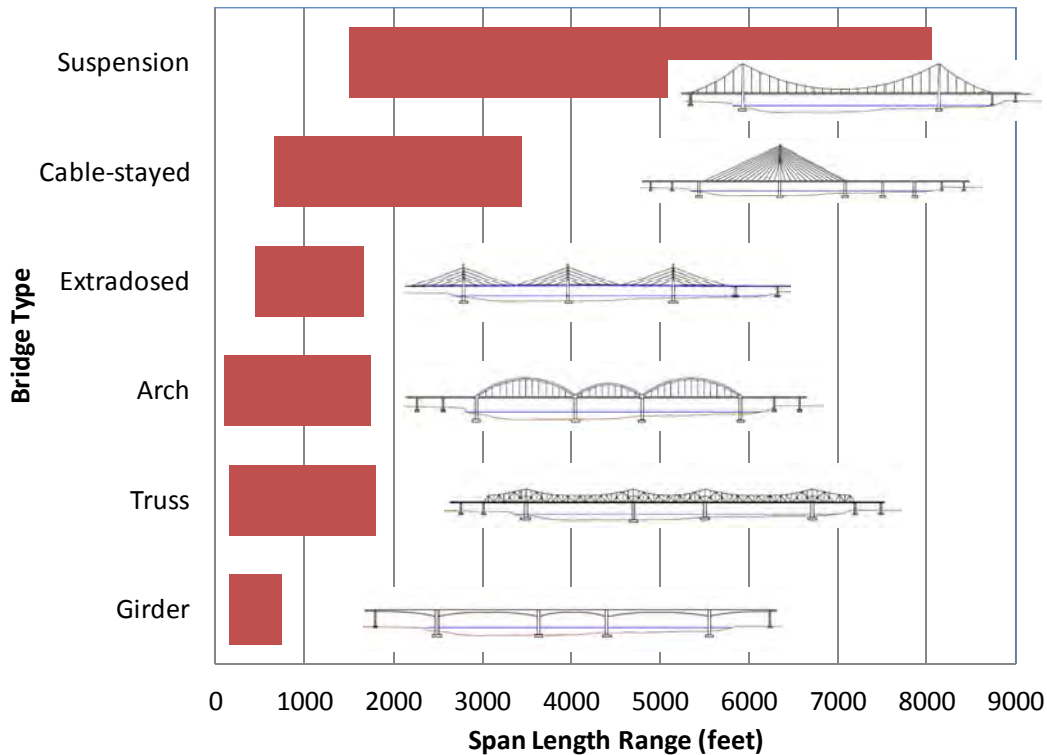 Suspension
Cable-stayed
Extradosed
Arch
Truss
Girder
Bridge Type
0 1000 2000 3000 4000 5000 6000 7000 8000 9000
Span Length Range (feet)